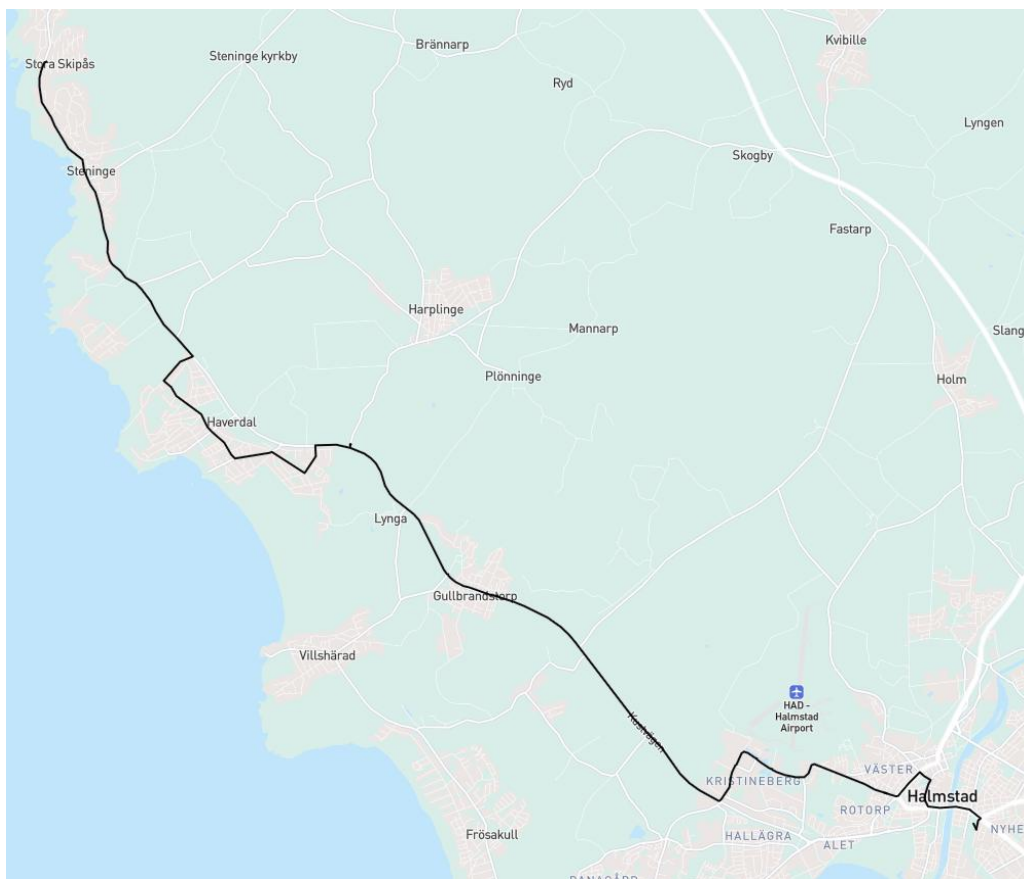 Brännarp
Kvibille
Steninge kyrkby
Stora Skipås
Ryd
Lyngen
Skogby
Steninge
Fastarp
Harplinge
Mannarp
Slang
Plönninge
Holm
Haverdal
Lynga
Gullbrandstorp
Villshärad
HAD -
Halmstad
Airport
Kustvägen
VÄSTER
KRISTINEBERG
Halmstad
ROTORP
NYHE
Frösakull
HALLÄGRA
ALET